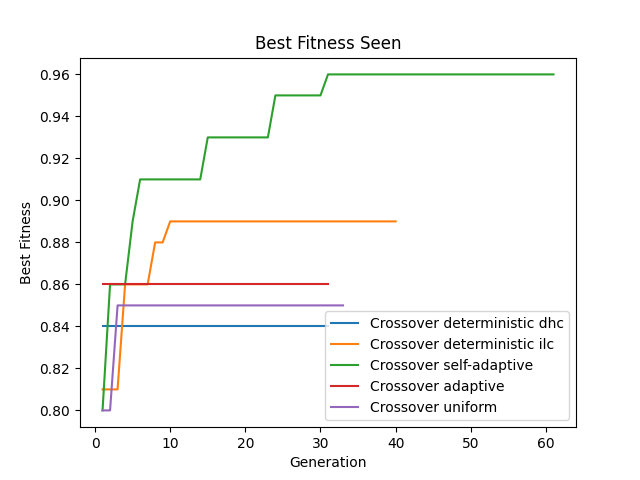 Best Fitness Seen
Best Fitness
0.96
0.94
0.92
0.90
0.88
0.86
0.84
0.82
0.80
Crossover deterministic dhc
Crossover deterministic ilc
Crossover self-adaptive
Crossover adaptive
Crossover uniform
0 10 20 30 40 50 60
Generation